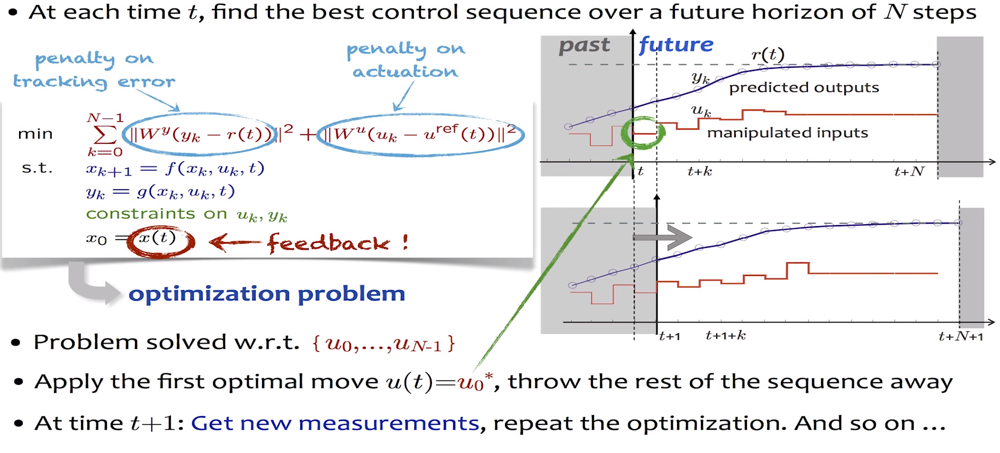 • At each time t, find the best control sequence over a future horizon of N steps
penalty on
tracking error
penalty on
actuation
min
N−1
∑ ‖W^y(y_k − r(t))‖² + ‖W^u(u_k − u^ref(t))‖²
k=0
s.t.
x_{k+1} = f(x_k, u_k, t)
y_k = g(x_k, u_k, t)
constraints on u_k, y_k
x_0 = x(t)
← feedback !
optimization problem
past
future
r(t)
y_k
predicted outputs
u_k
manipulated inputs
t
t+k
t+N
t+1
t+1+k
t+N+1
• Problem solved w.r.t. {u_0,...,u_{N-1}}
• Apply the first optimal move u(t)=u_0*, throw the rest of the sequence away
• At time t+1: Get new measurements, repeat the optimization. And so on ...